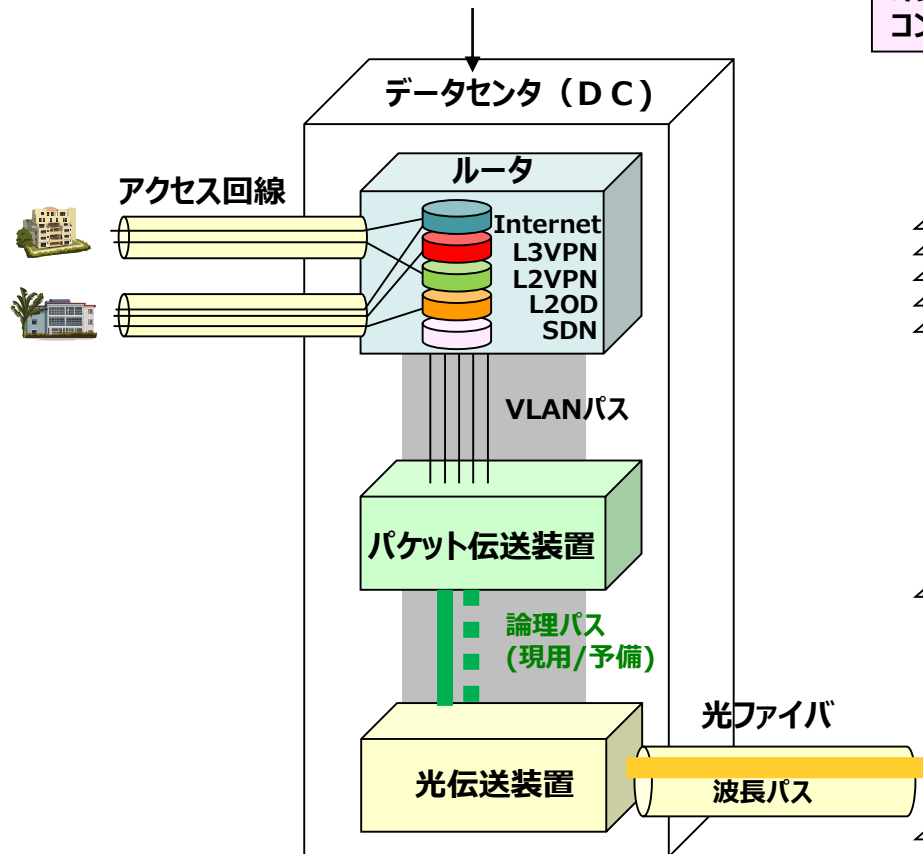 コン
データセンタ（ＤＣ）
ルータ
アクセス回線
Internet
L3VPN
L2VPN
L2OD
SDN
VLANパス
パケット伝送装置
論理パス
(現用/予備)
光ファイバ
光伝送装置
波長パス